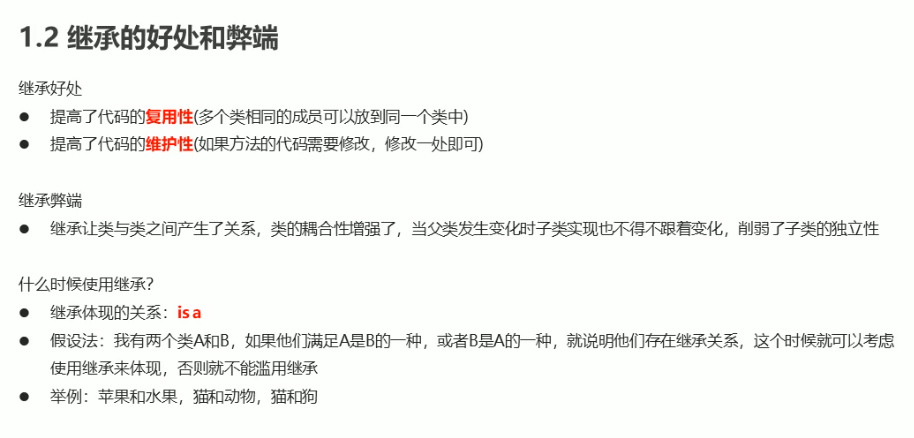 1.2 继承的好处和弊端
继承好处
● 提高了代码的复用性(多个类相同的成员可以放到同一个类中)
● 提高了代码的维护性(如果方法的代码需要修改，修改一处即可)
继承弊端
● 继承让类与类之间产生了关系，类的耦合性增强了，当父类发生变化时子类实现也不得不跟着变化，削弱了子类的独立性
什么时候使用继承？
● 继承体现的关系：is a
● 假设法：我有两个类A和B，如果他们满足A是B的一种，或者B是A的一种，就说明他们存在继承关系，这个时候就可以考虑
使用继承来体现，否则就不能滥用继承
● 举例：苹果和水果，猫和动物，猫和狗